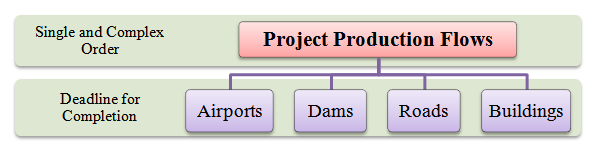 Single and Complex
Order
Project Production Flows
Deadline for
Completion
Airports
Dams
Roads
Buildings